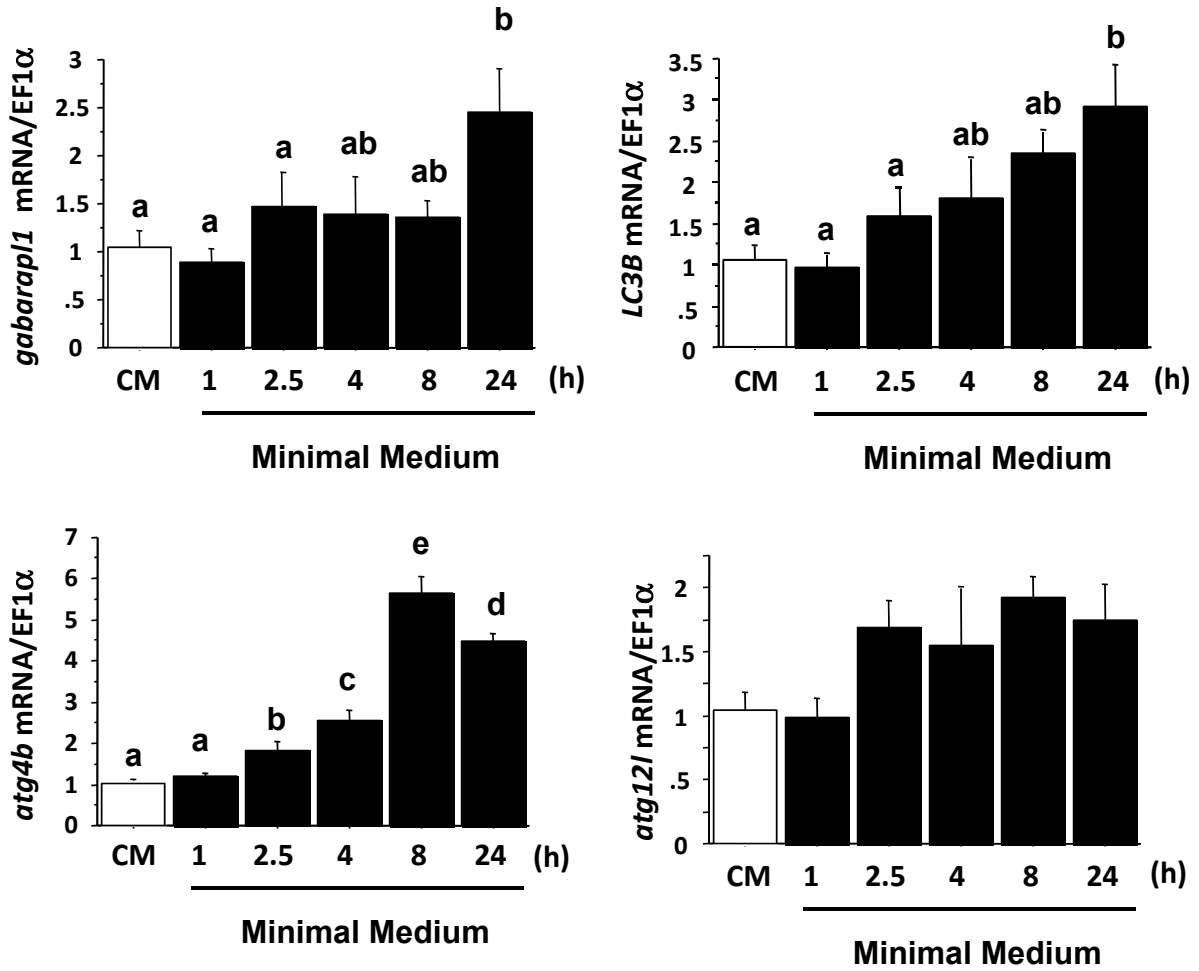 gabarapl1 mRNA/EF1α
3
2.5
2
1.5
1
.5
0
a
a
a
ab
ab
b
CM 1 2.5 4 8 24 (h)
Minimal Medium
LC3B mRNA/EF1α
3.5
3
2.5
2
1.5
1
.5
0
a
a
a
ab
ab
b
CM 1 2.5 4 8 24 (h)
Minimal Medium
atg4b mRNA/EF1α
7
6
5
4
3
2
1
0
a
a
b
c
e
d
CM 1 2.5 4 8 24 (h)
Minimal Medium
atg12l mRNA/EF1α
2
1.5
1
.5
0
CM 1 2.5 4 8 24 (h)
Minimal Medium